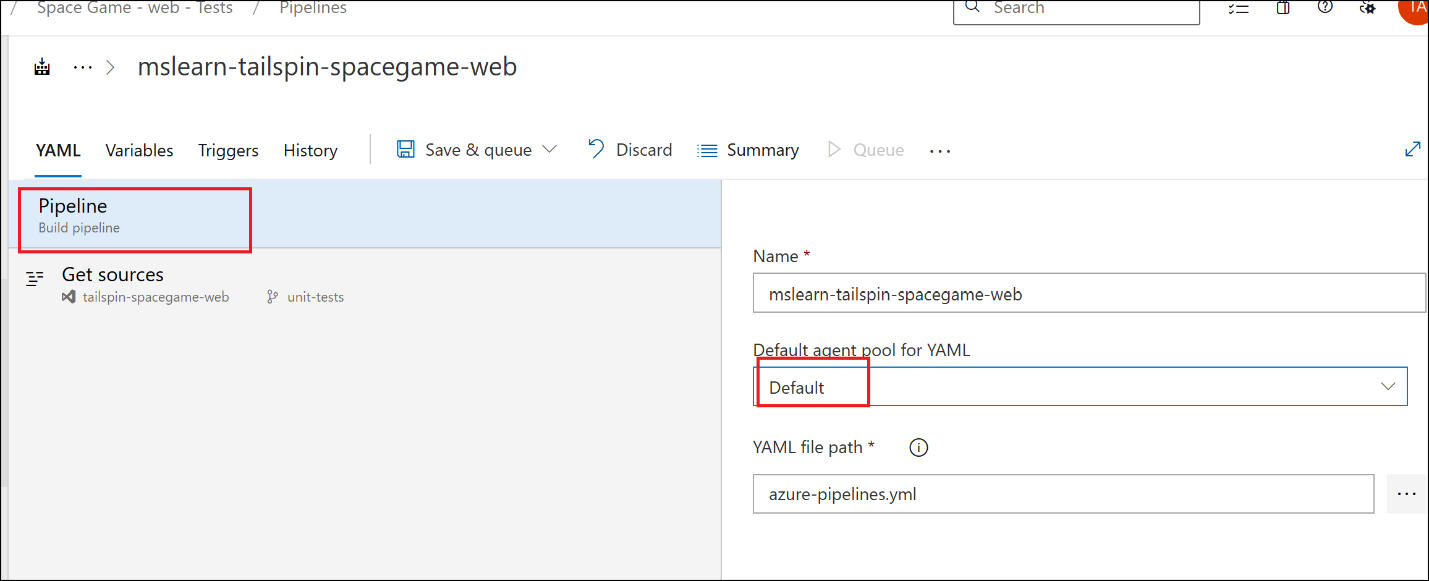 / Space Game - web - Tests / Pipelines Search TA
··· > mslearn-tailspin-spacegame-web
YAML Variables Triggers History Save & queue Discard Summary Queue ···
Pipeline
Build pipeline
Get sources
tailspin-spacegame-web unit-tests
Name *
mslearn-tailspin-spacegame-web
Default agent pool for YAML
Default
YAML file path *
azure-pipelines.yml ···